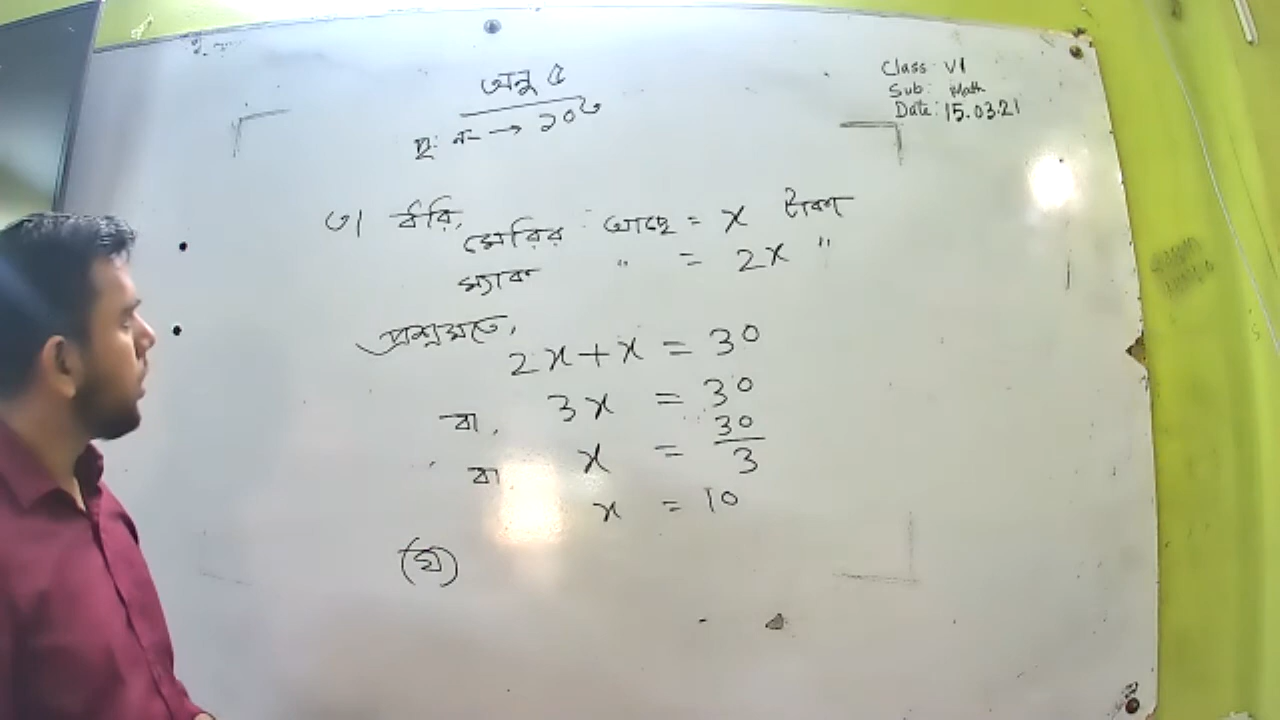 অনু ৫
পৃ: নং → ১০৩
Class: VI
Sub: Math
Date: 15.03.21
৩। ধরি,
মেরির আছে = x টাকা
ম্যাক " = 2x "
প্রশ্নমতে,
2x + x = 30
বা, 3x = 30
বা x = 30/3
x = 10
(ঘ)